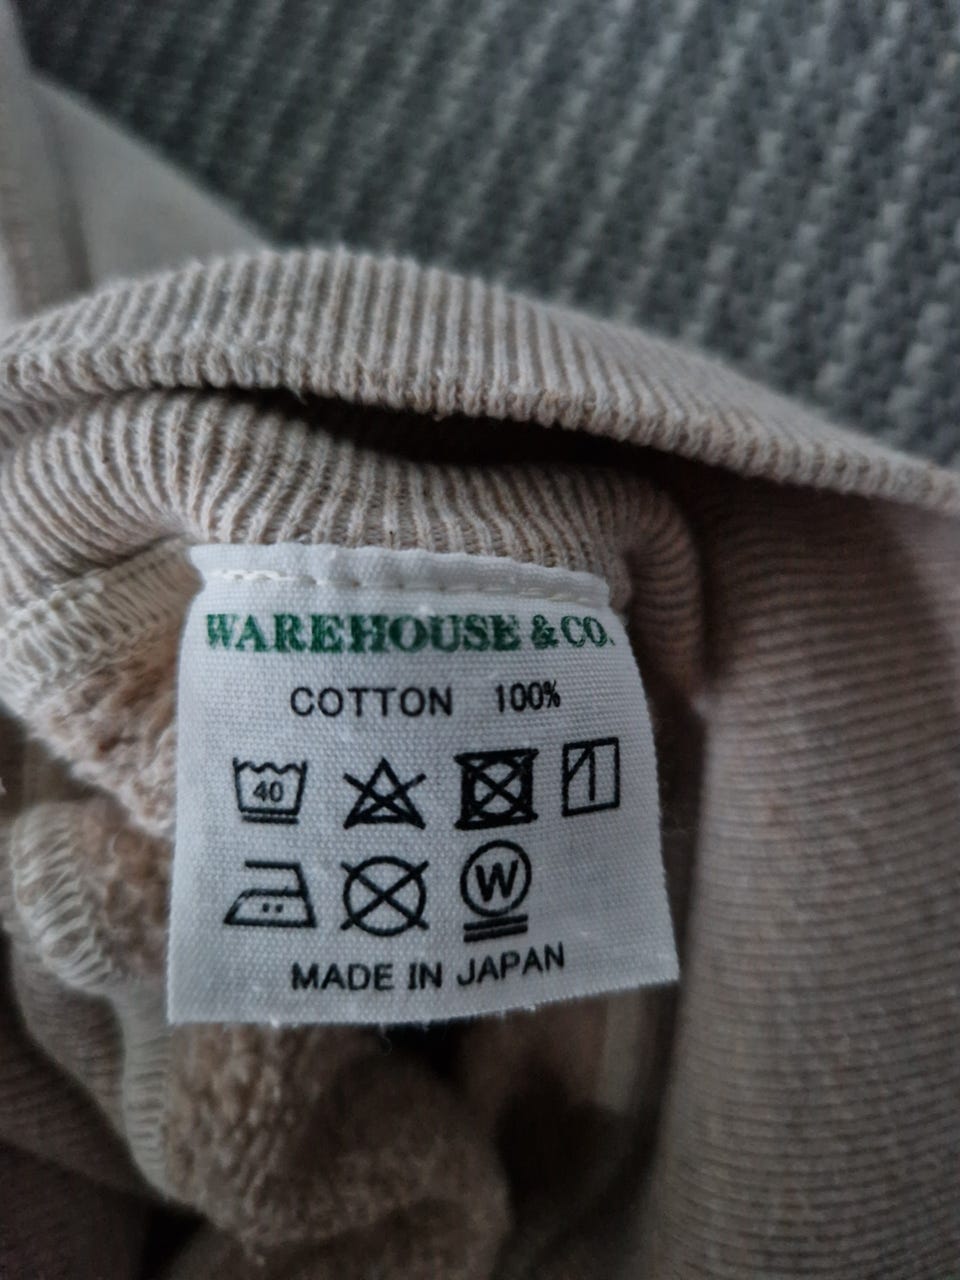 WAREHOUSE & CO.
COTTON 100%
40
W
MADE IN JAPAN